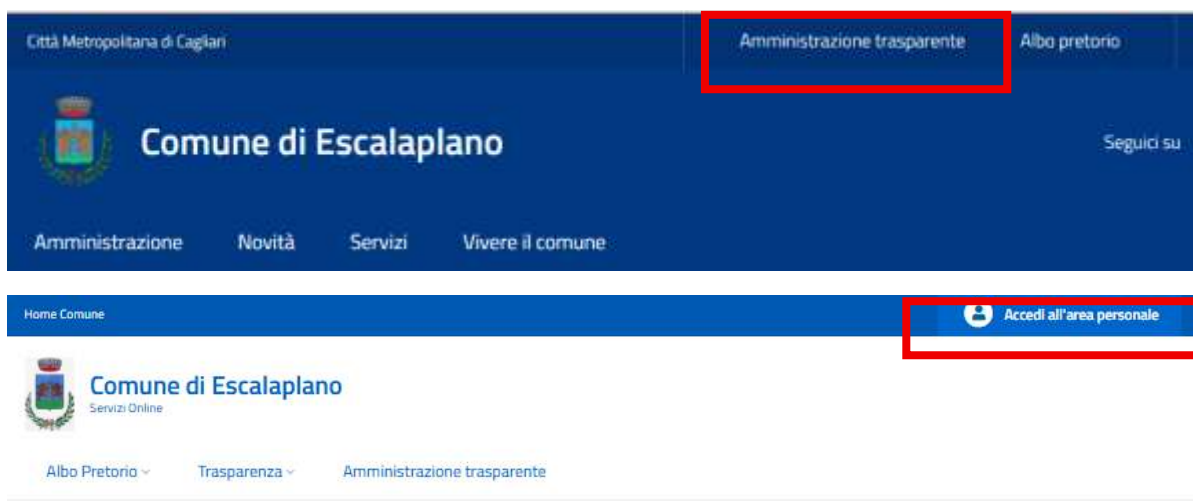 Città Metropolitana di Cagliari Amministrazione trasparente Albo pretorio
Comune di Escalaplano
Seguici su
Amministrazione Novità Servizi Vivere il comune
Home Comune Accedi all'area personale
Comune di Escalaplano
Servizi Online
Albo Pretorio Trasparenza Amministrazione trasparente